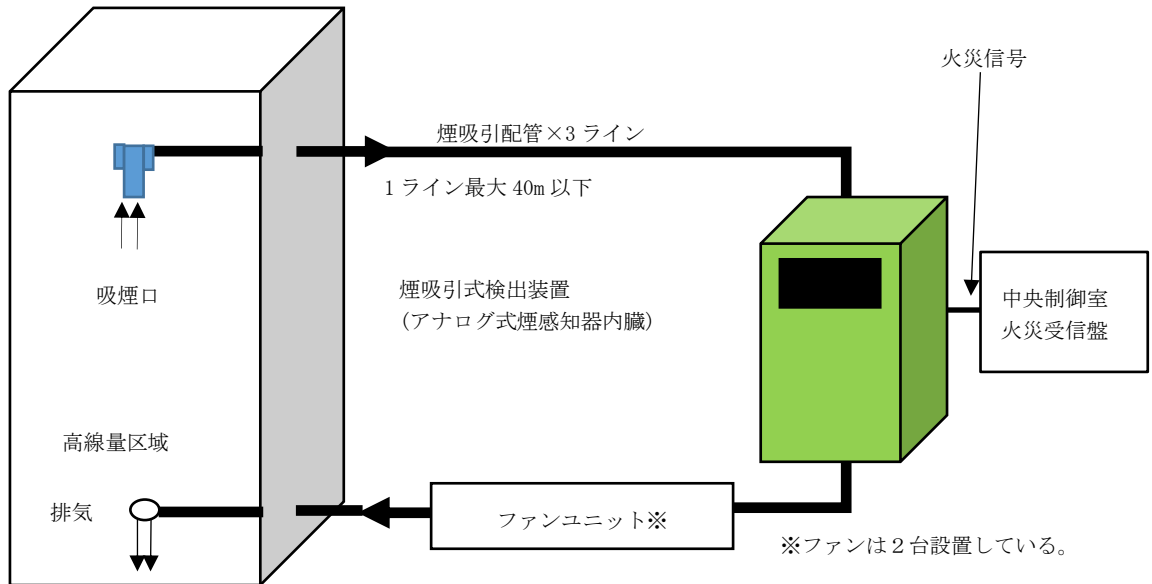 火災信号
煙吸引配管×3 ライン
1 ライン最大 40m 以下
吸煙口
煙吸引式検出装置
(アナログ式煙感知器内臓)
中央制御室
火災受信盤
高線量区域
排気
ファンユニット※
※ファンは２台設置している。